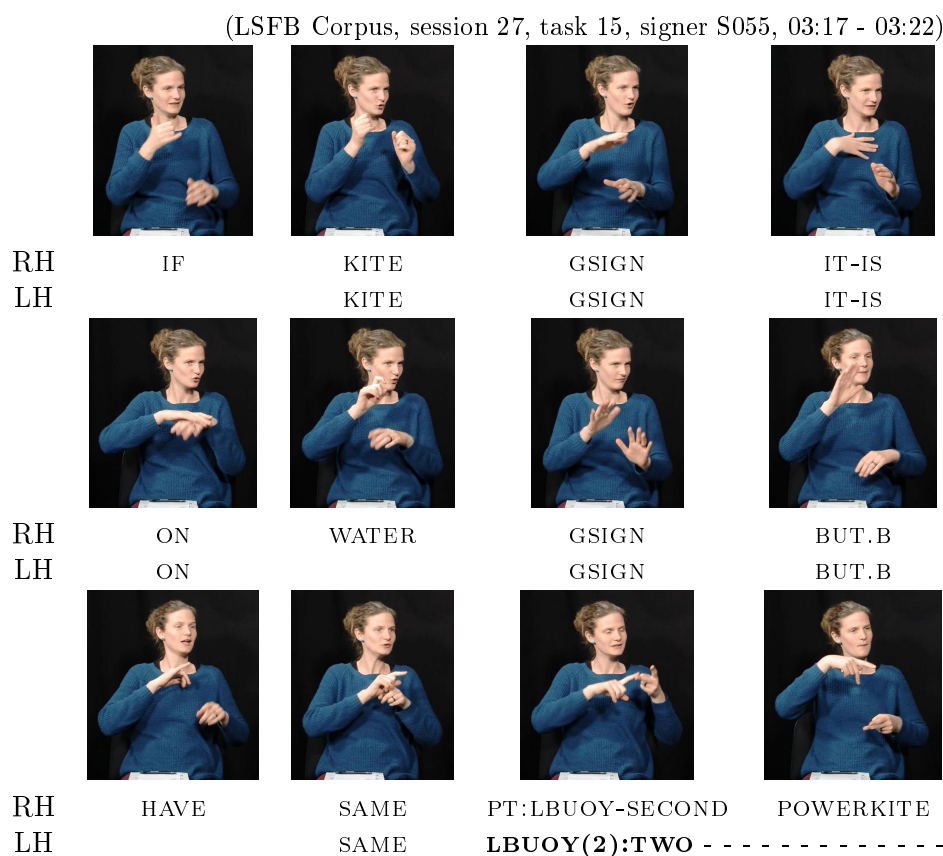 (LSFB Corpus, session 27, task 15, signer S055, 03:17 - 03:22)
RH IF KITE GSIGN IT-IS
LH KITE GSIGN IT-IS
RH ON WATER GSIGN BUT.B
LH ON GSIGN BUT.B
RH HAVE SAME PT:LBUOY-SECOND POWERKITE
LH SAME LBUOY(2):TWO - - - - - - - - - - - - -